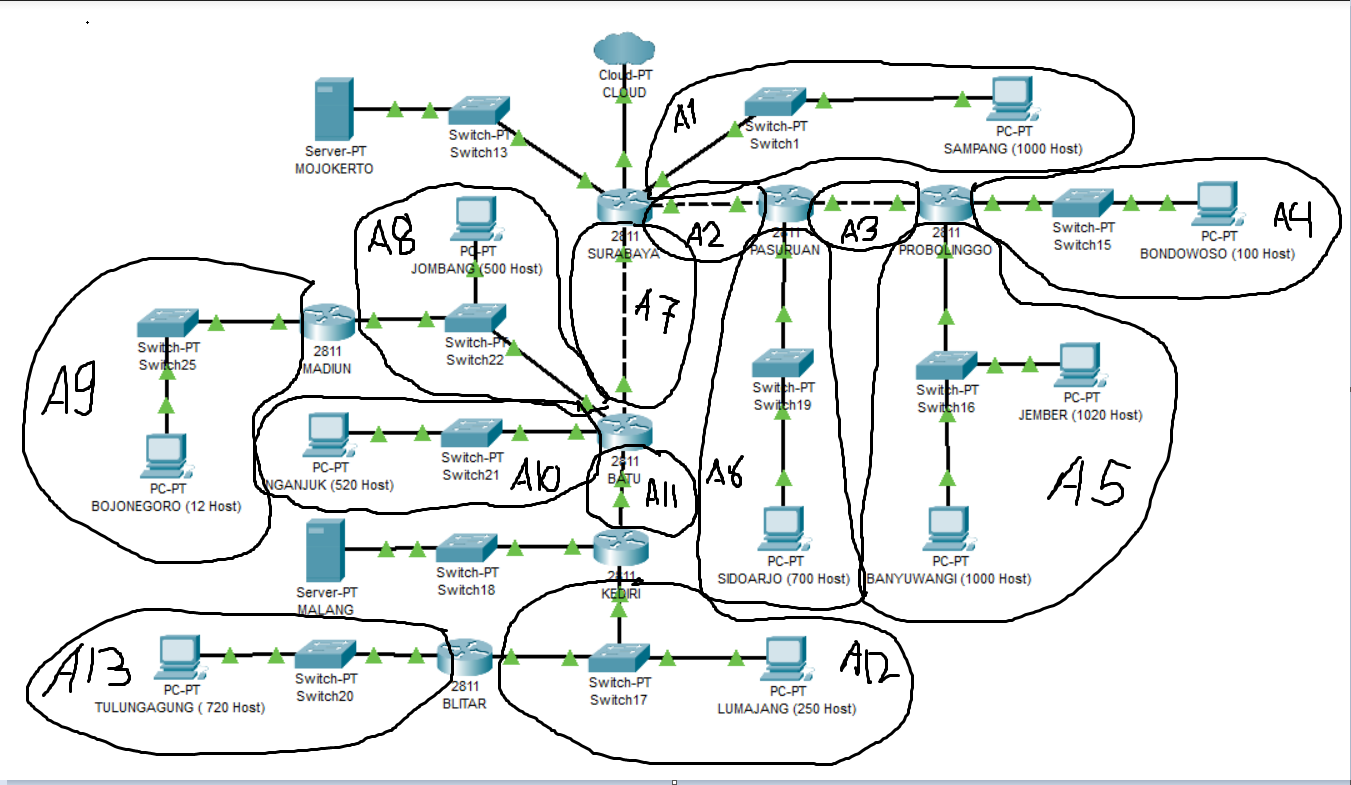 Cloud-PT
CLOUD
Server-PT
MOJOKERTO
Switch-PT
Switch13
A1
Switch-PT
Switch1
PC-PT
SAMPANG (1000 Host)
2811
SURABAYA
A2
2811
PASURUAN
A3
2811
PROBOLINGGO
Switch-PT
Switch15
PC-PT
BONDOWOSO (100 Host)
A4
A8
PC-PT
JOMBANG (500 Host)
A7
Switch-PT
Switch25
2811
MADIUN
Switch-PT
Switch22
A9
PC-PT
BOJONEGORO (12 Host)
Switch-PT
Switch19
Switch-PT
Switch16
PC-PT
JEMBER (1020 Host)
PC-PT
NGANJUK (520 Host)
Switch-PT
Switch21
A10
2811
BATU
A11
A6
A5
Server-PT
MALANG
Switch-PT
Switch18
2811
KEDIRI
PC-PT
SIDOARJO (700 Host)
PC-PT
BANYUWANGI (1000 Host)
A13
PC-PT
TULUNGAGUNG ( 720 Host)
Switch-PT
Switch20
2811
BLITAR
Switch-PT
Switch17
PC-PT
LUMAJANG (250 Host)
A12